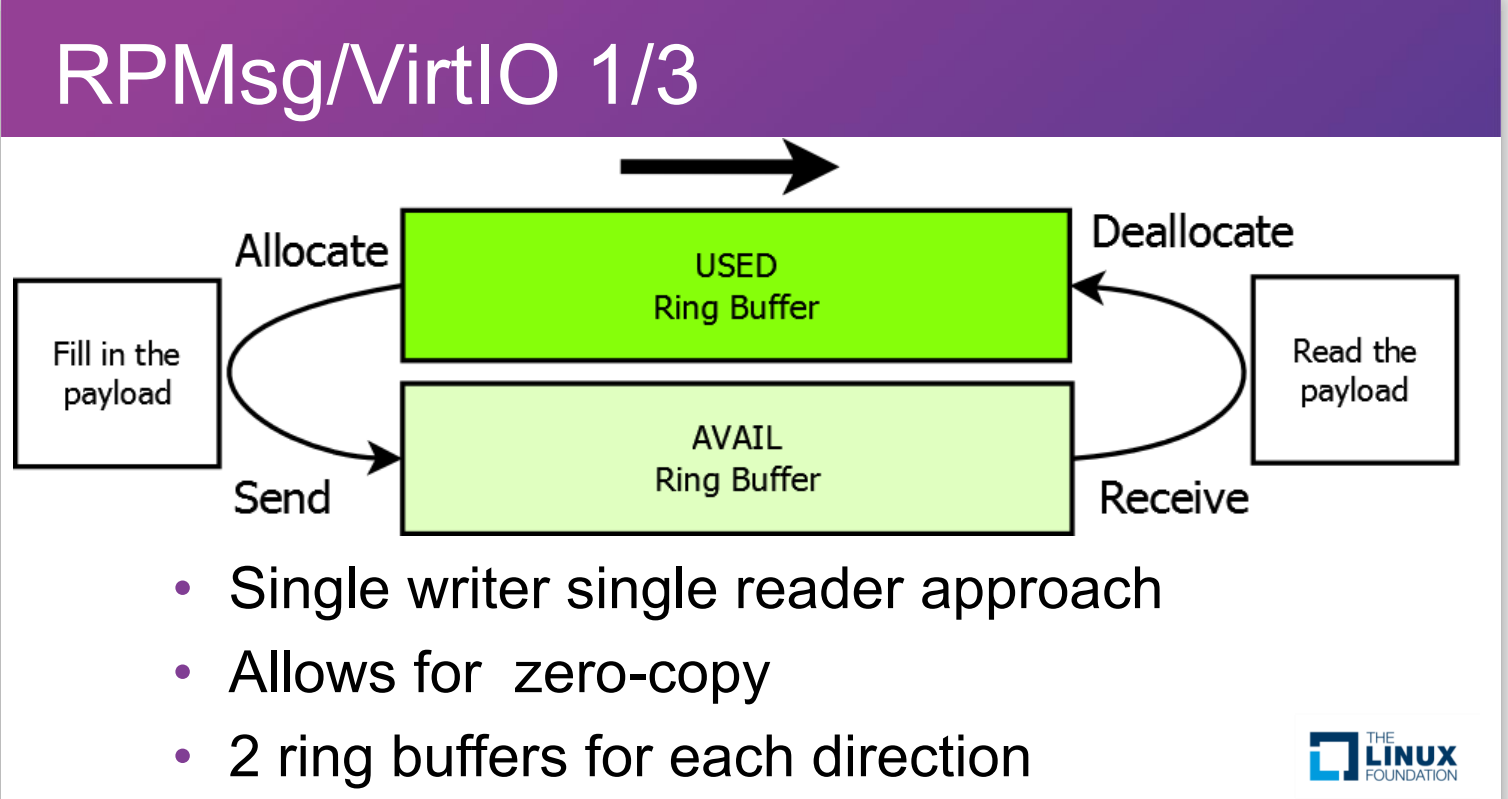 RPMsg/VirtIO 1/3
Allocate
USED
Ring Buffer
Deallocate
Fill in the
payload
Read the
payload
AVAIL
Ring Buffer
Send
Receive
• Single writer single reader approach
• Allows for  zero-copy
• 2 ring buffers for each direction
THE
LINUX
FOUNDATION